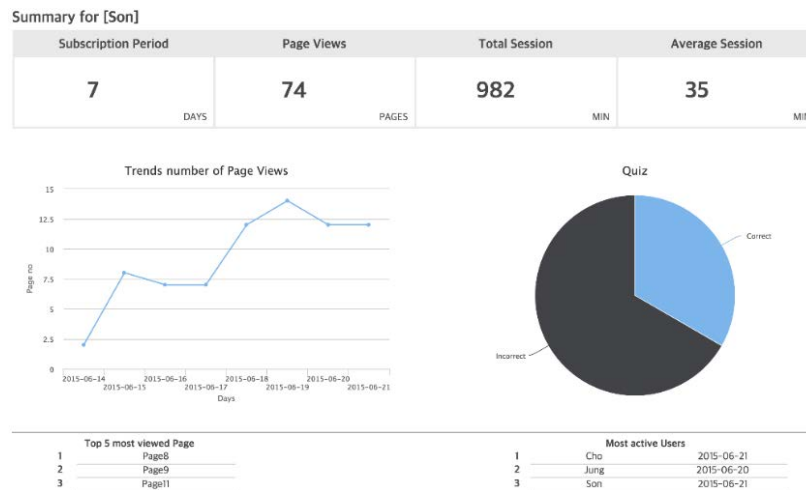 Summary for [Son]
Subscription Period Page Views Total Session Average Session
7 74 982 35
DAYS PAGES MIN MIN
Trends number of Page Views
15
12.5
10
7.5
5
2.5
0
Page no
2015-06-14 2015-06-16 2015-06-18 2015-06-20
2015-06-15 2015-06-17 2015-08-19 2015-06-21
Days
Quiz
Correct
Incorrect
Top 5 most viewed Page
1 Page8
2 Page9
3 Page11
Most active Users
1 Cho 2015-06-21
2 Jung 2015-06-20
3 Son 2015-06-21